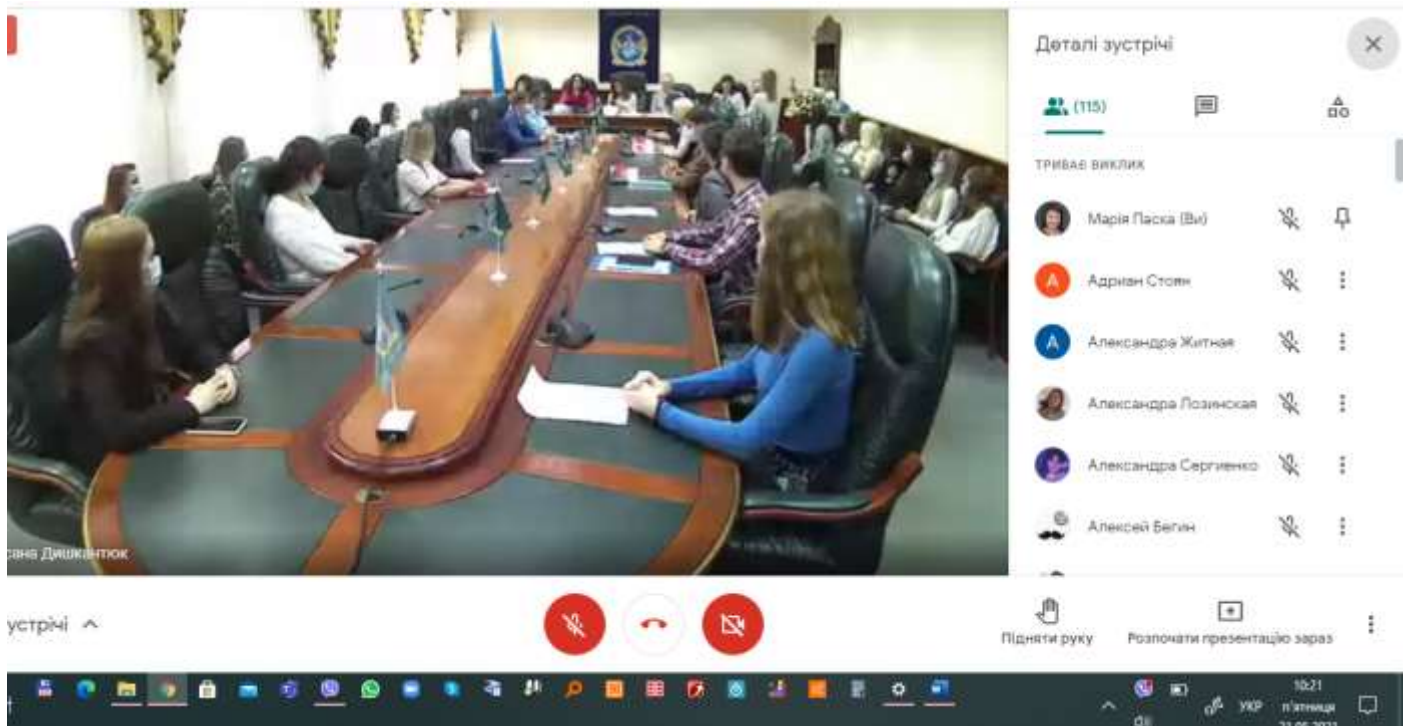 Деталі зустрічі
(115)
ТРИВАЄ ВИКЛИК
Марія Паска (Ви)
А Адриан Стоян
А Александра Житная
Александра Лозинская
Александра Сергиенко
Алексей Бегин
сана Дишкантюк
устрічі
Підняти руку
Розпочати презентацію зараз
10:21
УКР п'ятниця